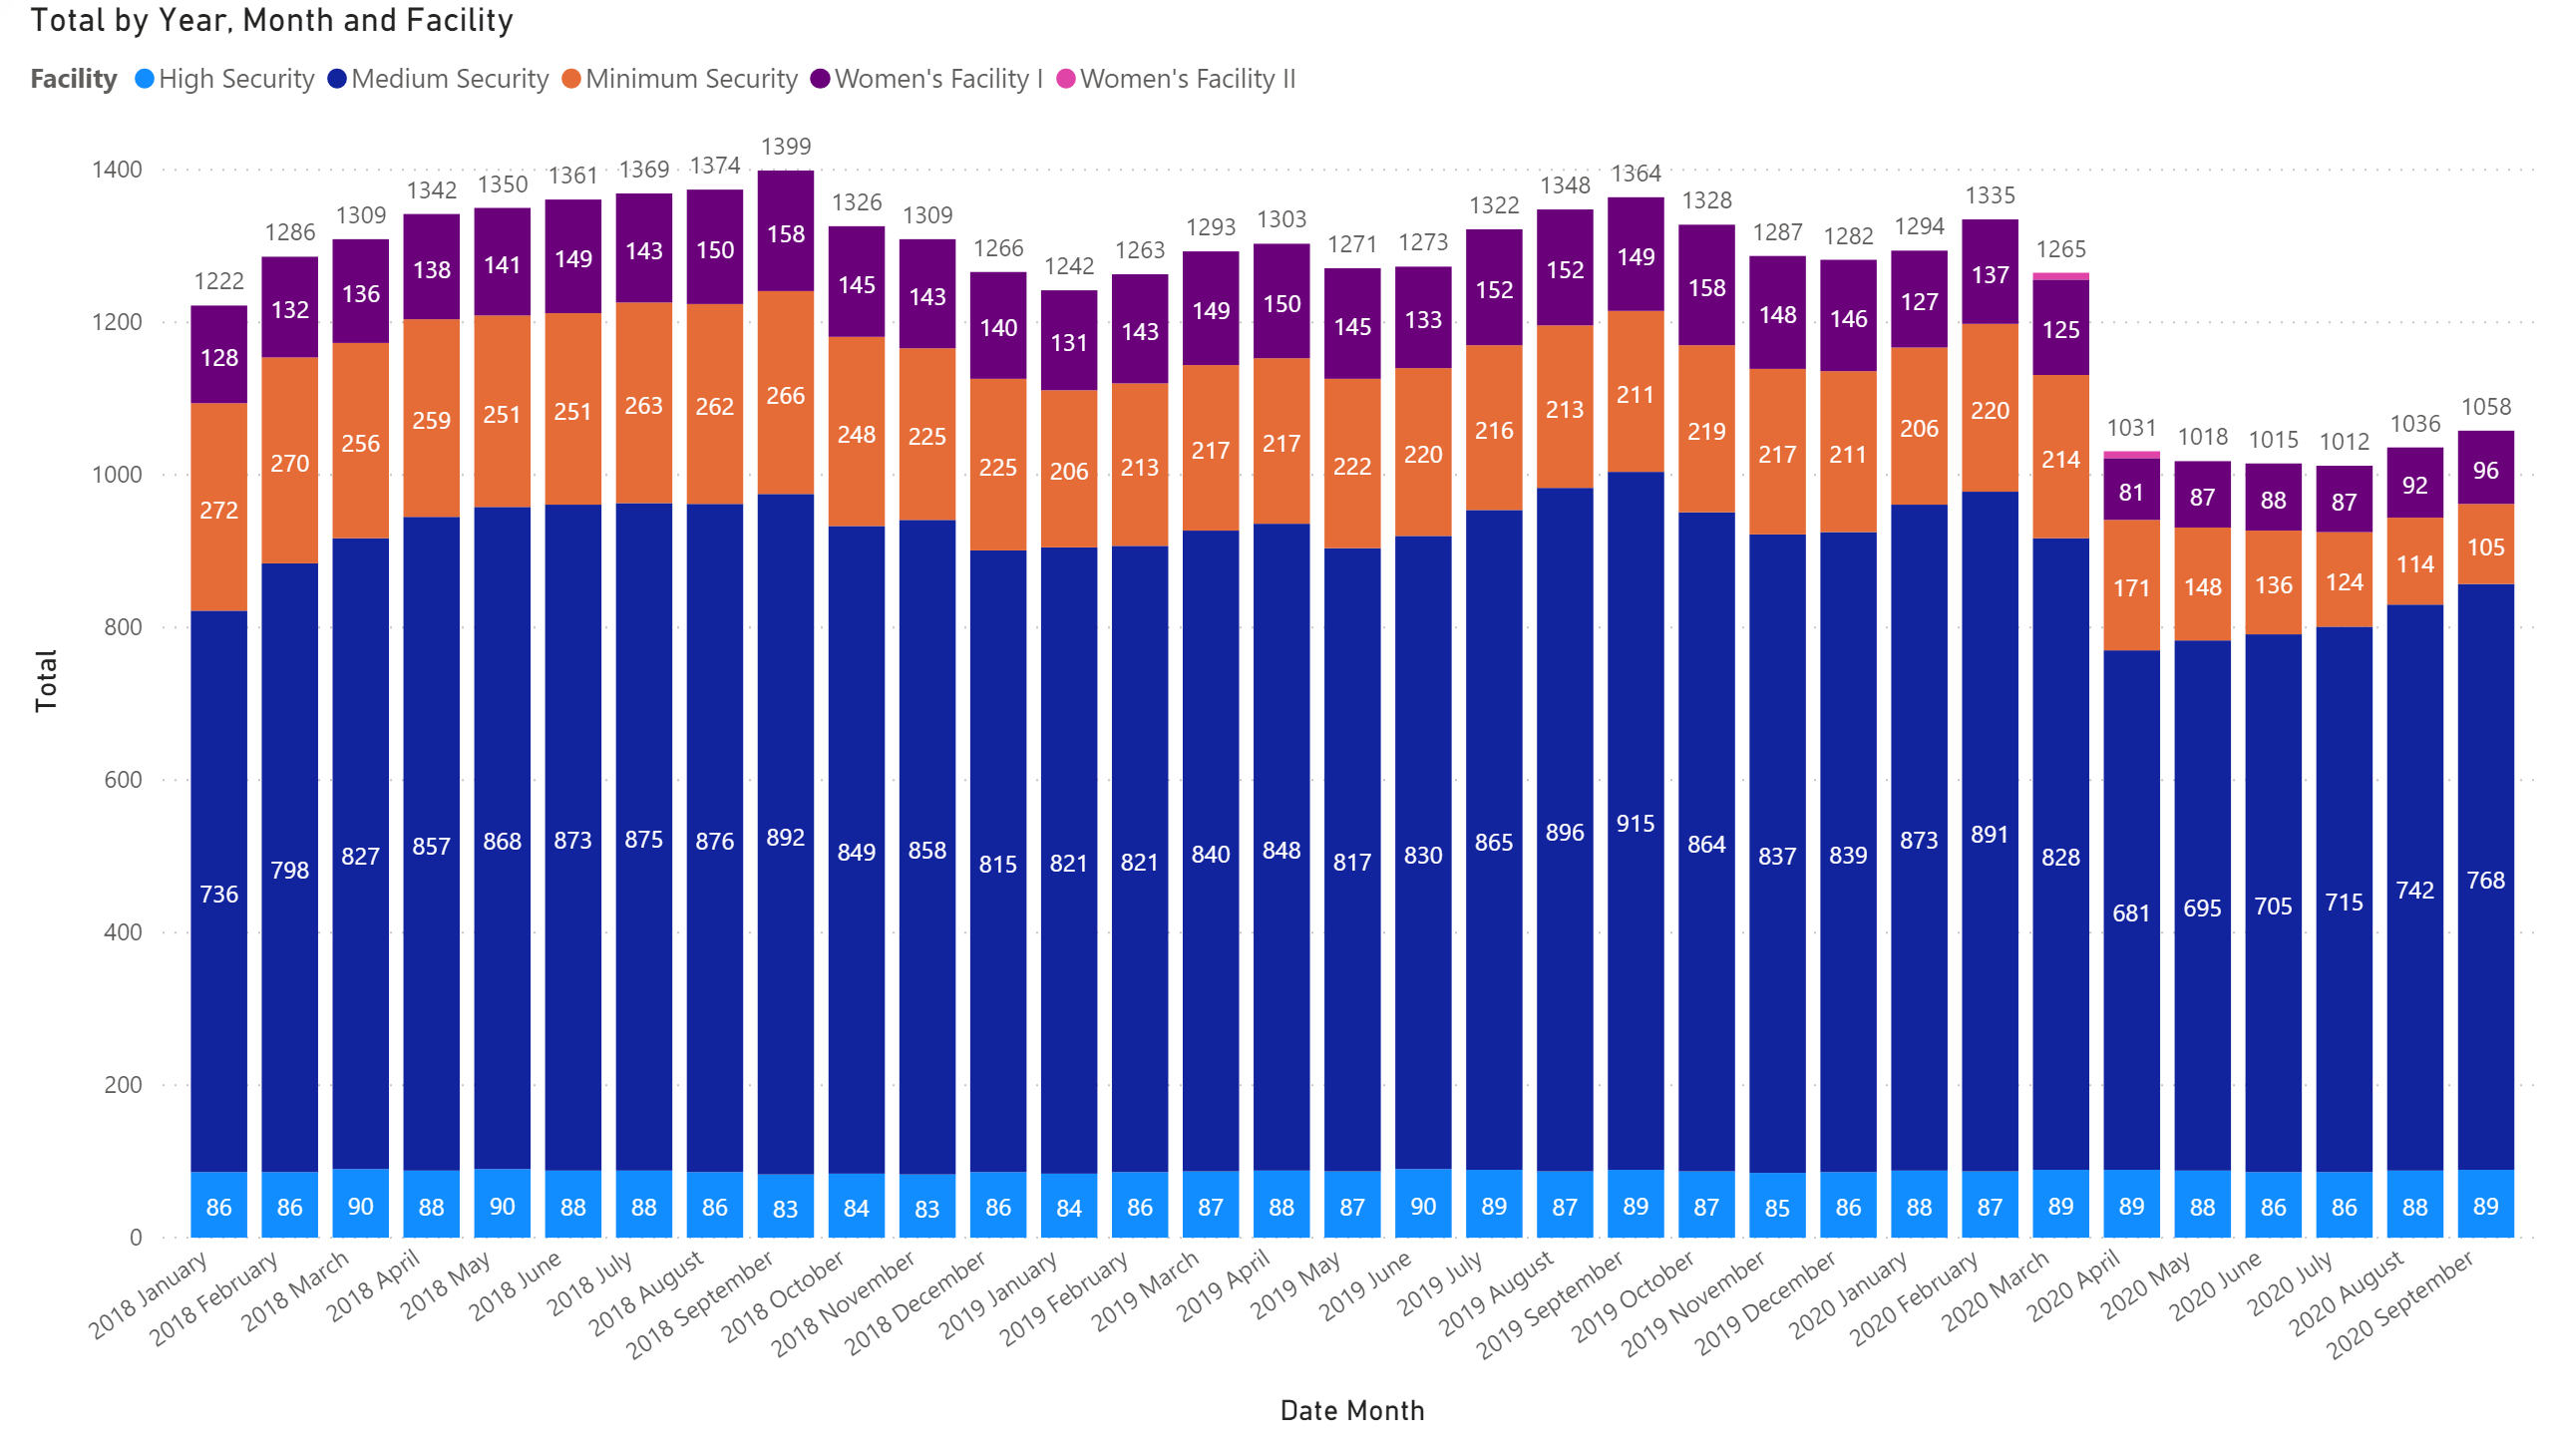 Total by Year, Month and Facility
Facility High Security Medium Security Minimum Security Women's Facility I Women's Facility II
1399
1374
1369
1364
1361
1350
1348
1342
1335
1328
1326
1322
1309
1309
1303
1294
1293
1286
1287
1282
1271
1273
1266
1263
1265
1242
1222
1058
1036
1031
1018
1015
1012
1400
1200
1000
800
600
400
200
0
Total
128 132 136 138 141 149 143 150 158 145 143 140 131 143 149 150 145 133 152 152 149 158 148 146 127 137 125 81 87 88 87 92 96
272 270 256 259 251 251 263 262 266 248 225 225 206 213 217 217 222 220 216 213 211 219 217 211 206 220 214 171 148 136 124 114 105
736 798 827 857 868 873 875 876 892 849 858 815 821 821 840 848 817 830 865 896 915 864 837 839 873 891 828 681 695 705 715 742 768
86 86 90 88 90 88 88 86 83 84 83 86 84 86 87 88 87 90 89 87 89 87 85 86 88 87 89 89 88 86 86 88 89
2018 January
2018 February
2018 March
2018 April
2018 May
2018 June
2018 July
2018 August
2018 September
2018 October
2018 November
2018 December
2019 January
2019 February
2019 March
2019 April
2019 May
2019 June
2019 July
2019 August
2019 September
2019 October
2019 November
2019 December
2020 January
2020 February
2020 March
2020 April
2020 May
2020 June
2020 July
2020 August
2020 September
Date Month